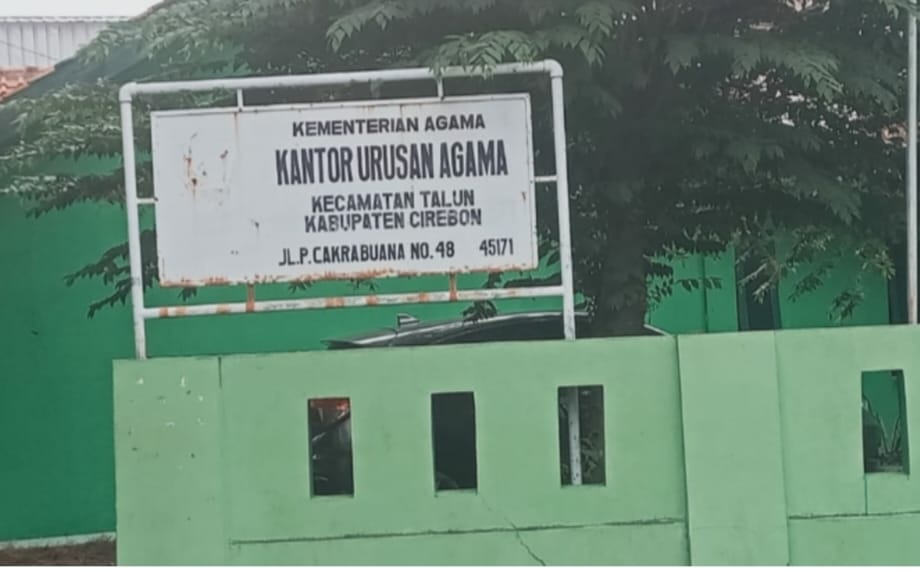 KEMENTERIAN AGAMA
KANTOR URUSAN AGAMA
KECAMATAN TALUN
KABUPATEN CIREBON
JL.P.CAKRABUANA NO.48 45171